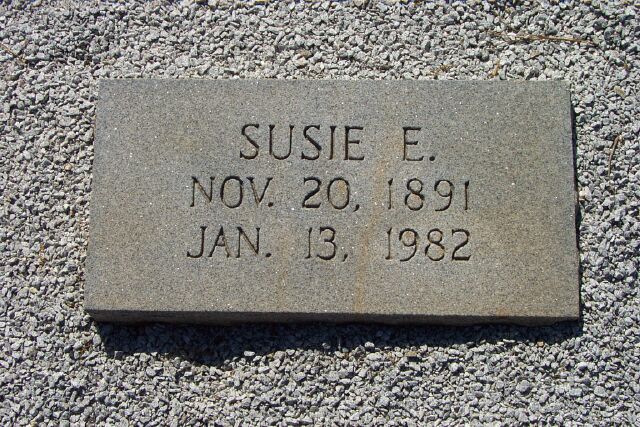 SUSIE E.
NOV. 20, 1891
JAN. 13, 1982